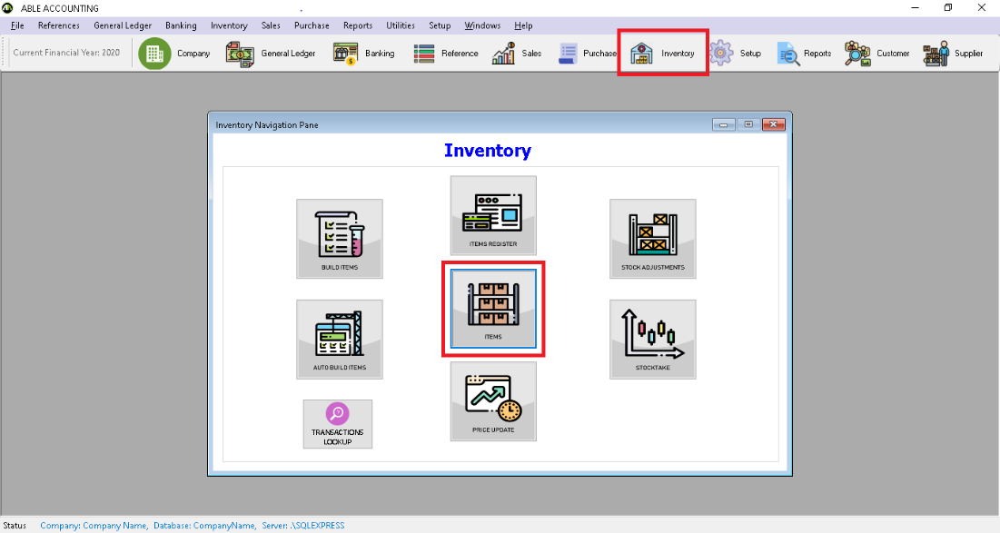 ABLE ACCOUNTING
File References General Ledger Banking Inventory Sales Purchase Reports Utilities Setup Windows Help
Current Financial Year: 2020 Company General Ledger Banking Reference Sales Purchase Inventory Setup Reports Customer Supplier
Inventory Navigation Pane
Inventory
BUILD ITEMS
ITEMS REGISTER
STOCK ADJUSTMENTS
AUTO BUILD ITEMS
ITEMS
STOCKTAKE
TRANSACTIONS
LOOKUP
PRICE UPDATE
Status Company: Company Name, Database: CompanyName, Server: .\SQLEXPRESS